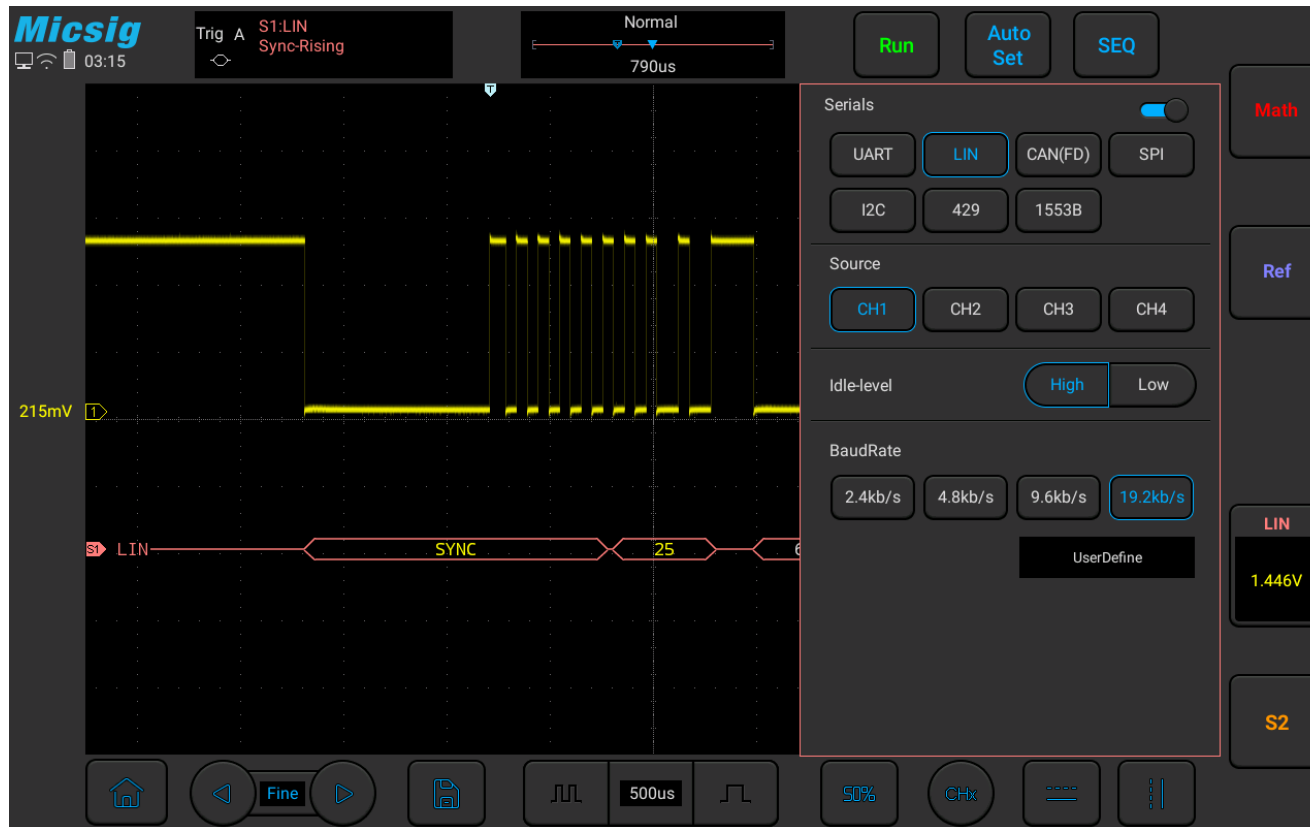 Micsig
03:15
Trig A
S1:LIN
Sync-Rising
Normal
790us
Run
Auto
Set
SEQ
T
Serials
UART LIN CAN(FD) SPI
I2C 429 1553B
Source
CH1 CH2 CH3 CH4
Idle-level High Low
BaudRate
2.4kb/s 4.8kb/s 9.6kb/s 19.2kb/s
UserDefine
215mV 1
S1 LIN SYNC 25
Math
Ref
LIN
1.446V
S2
Fine
500us
50%
CHx